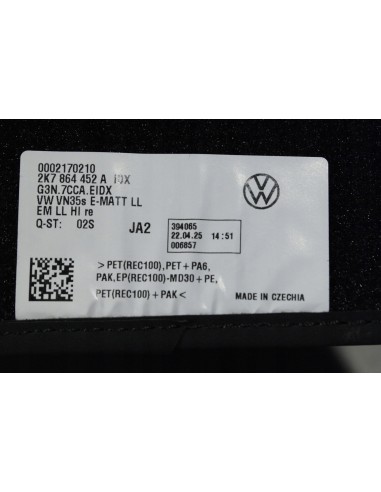 0002170210
2K7 864 452 A IOX
G3N.7CCA.EIDX
VW VN35s E-MATT LL
EM LL HI re
Q-ST: 02S
JA2
394065
22.04.25 14:51
006857
>PET(REC100),PET+PA6,
PAK,EP(REC100)-MD30+PE,
PET(REC100)+PAK<
MADE IN CZECHIA